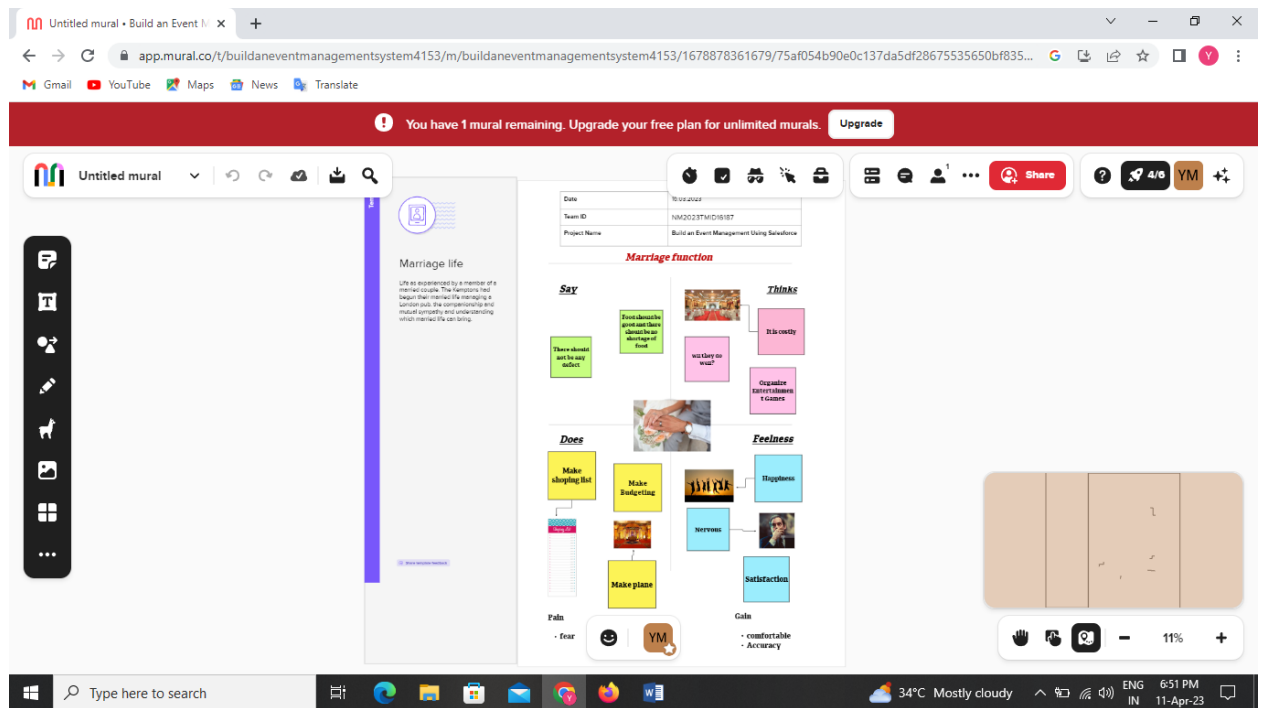 Untitled mural • Build an Event M
app.mural.co/t/buildaneventmanagementsystem4153/m/buildaneventmanagementsystem4153/1678878361679/75af054b90e0c137da5df28675535650bf835...
Gmail
YouTube
Maps
News
Translate
You have 1 mural remaining. Upgrade your free plan for unlimited murals.
Upgrade
Untitled mural
1
Share
4/6
YM
Date
15.03.2023
Team ID
NM2023TMID16187
Project Name
Build an Event Management Using Salesforce
Marriage life
Life as experienced by a member of a
married couple. The Kemptons had
begun their married life managing a
London pub. the companionship and
mutual sympathy and understanding
which married life can bring.
Marriage function
Say
Thinks
Food should be
good and there
should be no
shortage of
food
There should
not be any
defect
It is costly
Organize
Entertainmen
t Games
Does
Feelness
Make
shoping list
Make
Budgeting
Happiness
Nervous
Make plane
Satisfaction
Pain
• fear
Gain
• comfortable
• Accuracy
YM
11%
Type here to search
34°C Mostly cloudy
ENG
IN
6:51 PM
11-Apr-23